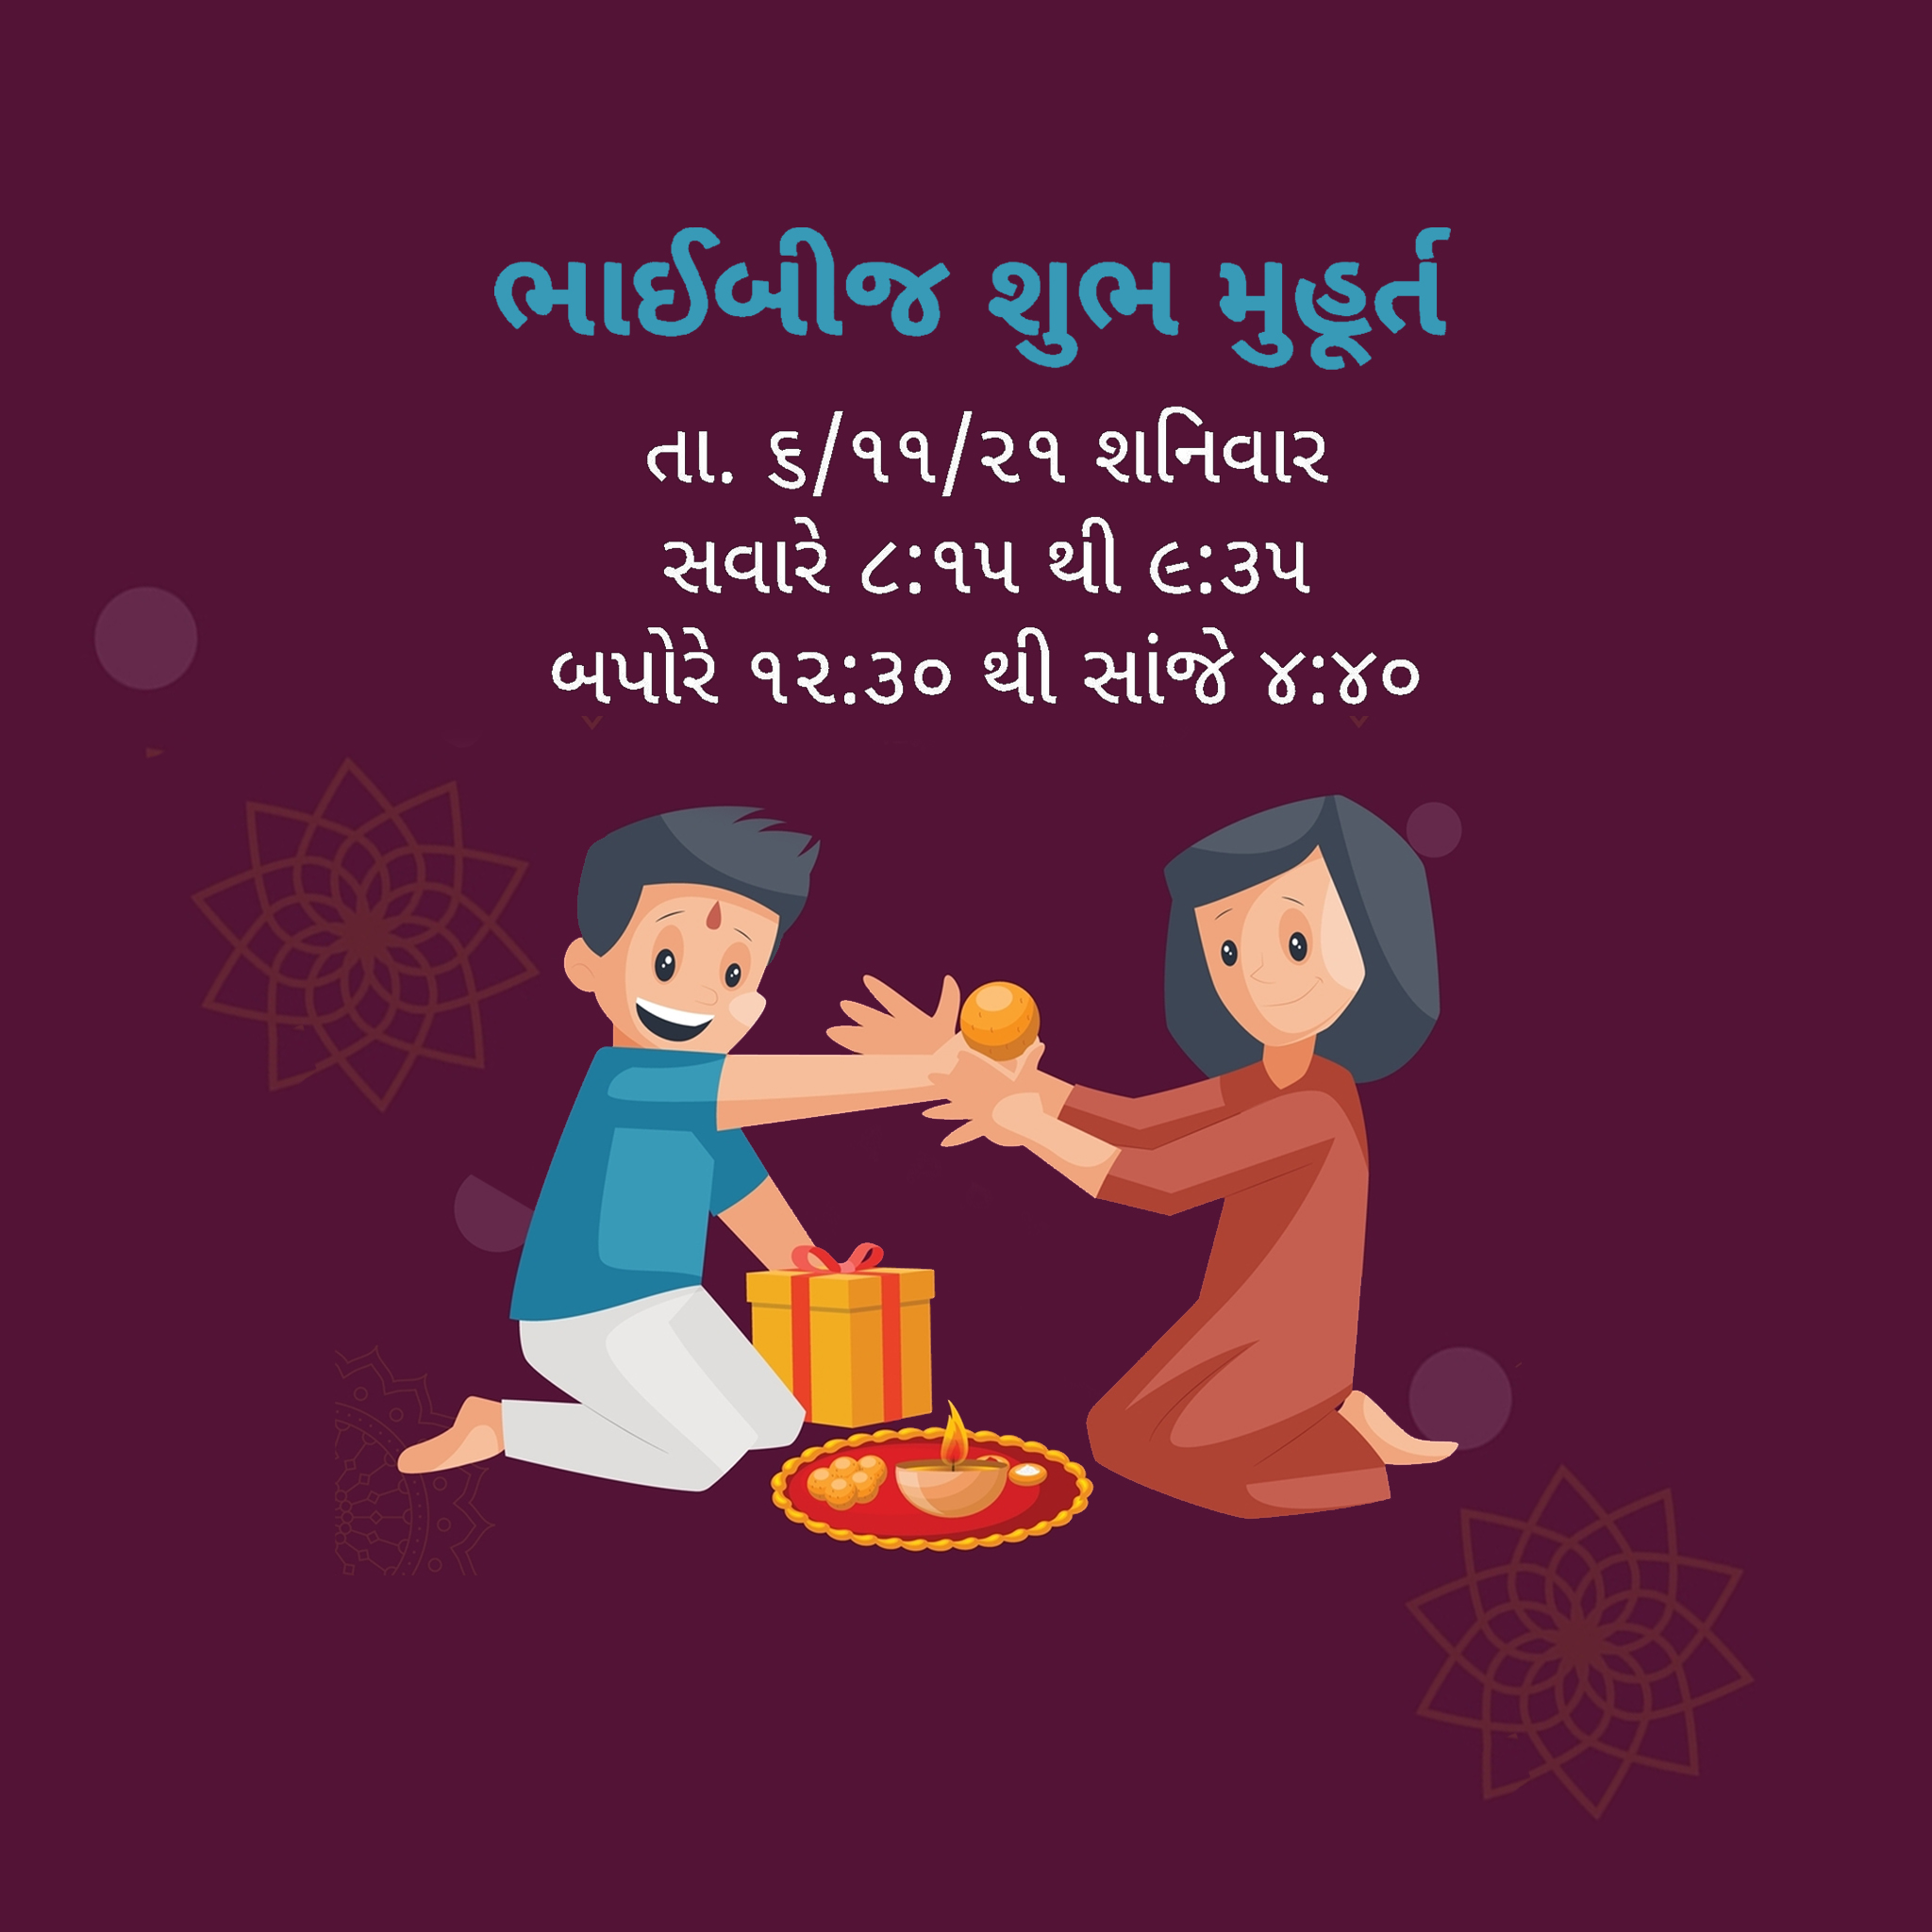 ભાઈબીજ શુભ મુહૂર્ત
તા. ૬/૧૧/૨૧ શનિવાર
સવારે ૮:૧૫ થી ૯:૩૫
બપોરે ૧૨:૩૦ થી સાંજે ૪:૪૦